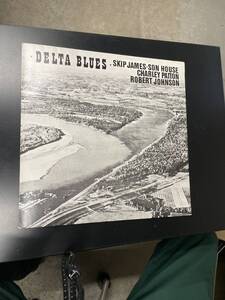 DELTA BLUES · SKIP JAMES·SON HOUSE
CHARLEY PATTON
ROBERT JOHNSON